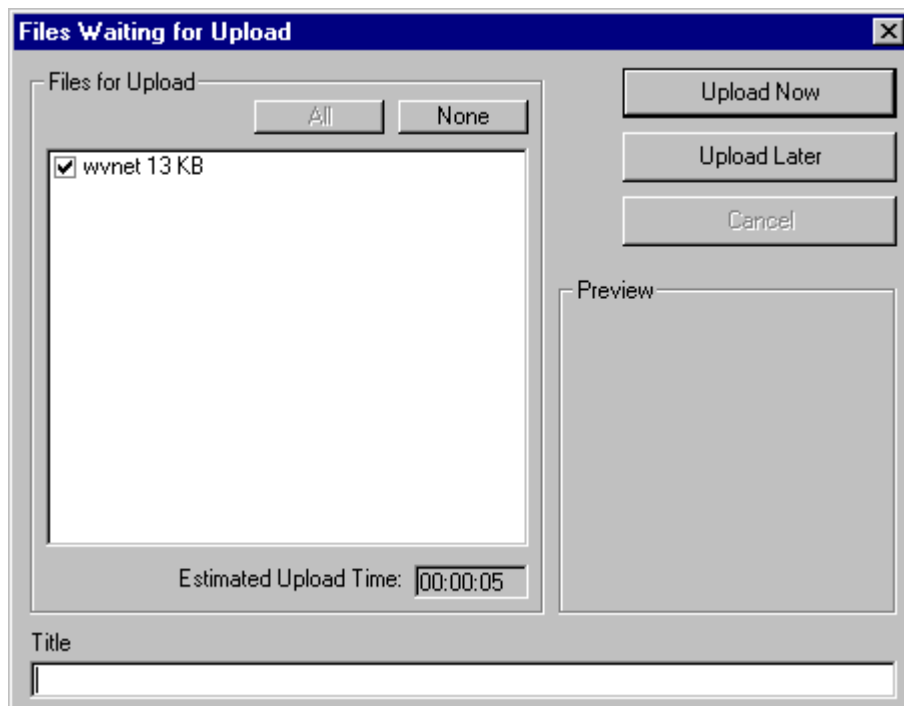 Files Waiting for Upload
Files for Upload
All
None
wvnet 13 KB
Estimated Upload Time: 00:00:05
Upload Now
Upload Later
Cancel
Preview
Title